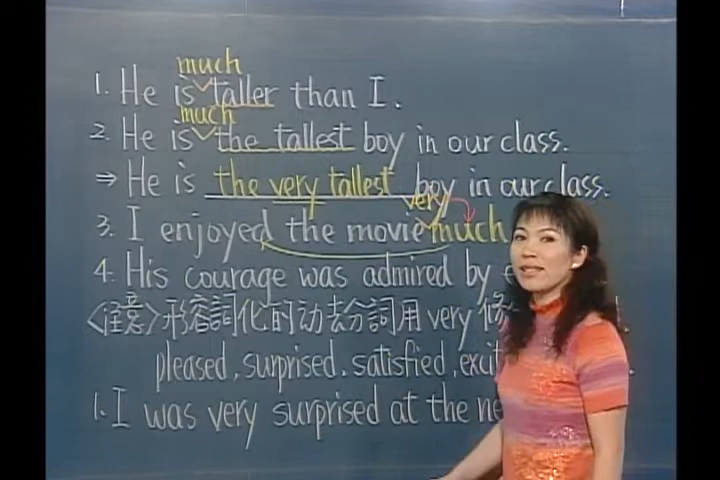 much
1. He is taller than I.
much
2. He is the tallest boy in our class.
⇒ He is the very tallest boy in our class.
very
3. I enjoyed the movie much
4. His courage was admired by
〈注意〉形容詞化的动去分詞用 very 修
pleased, surprised, satisfied, excit
1. I was very surprised at the ne